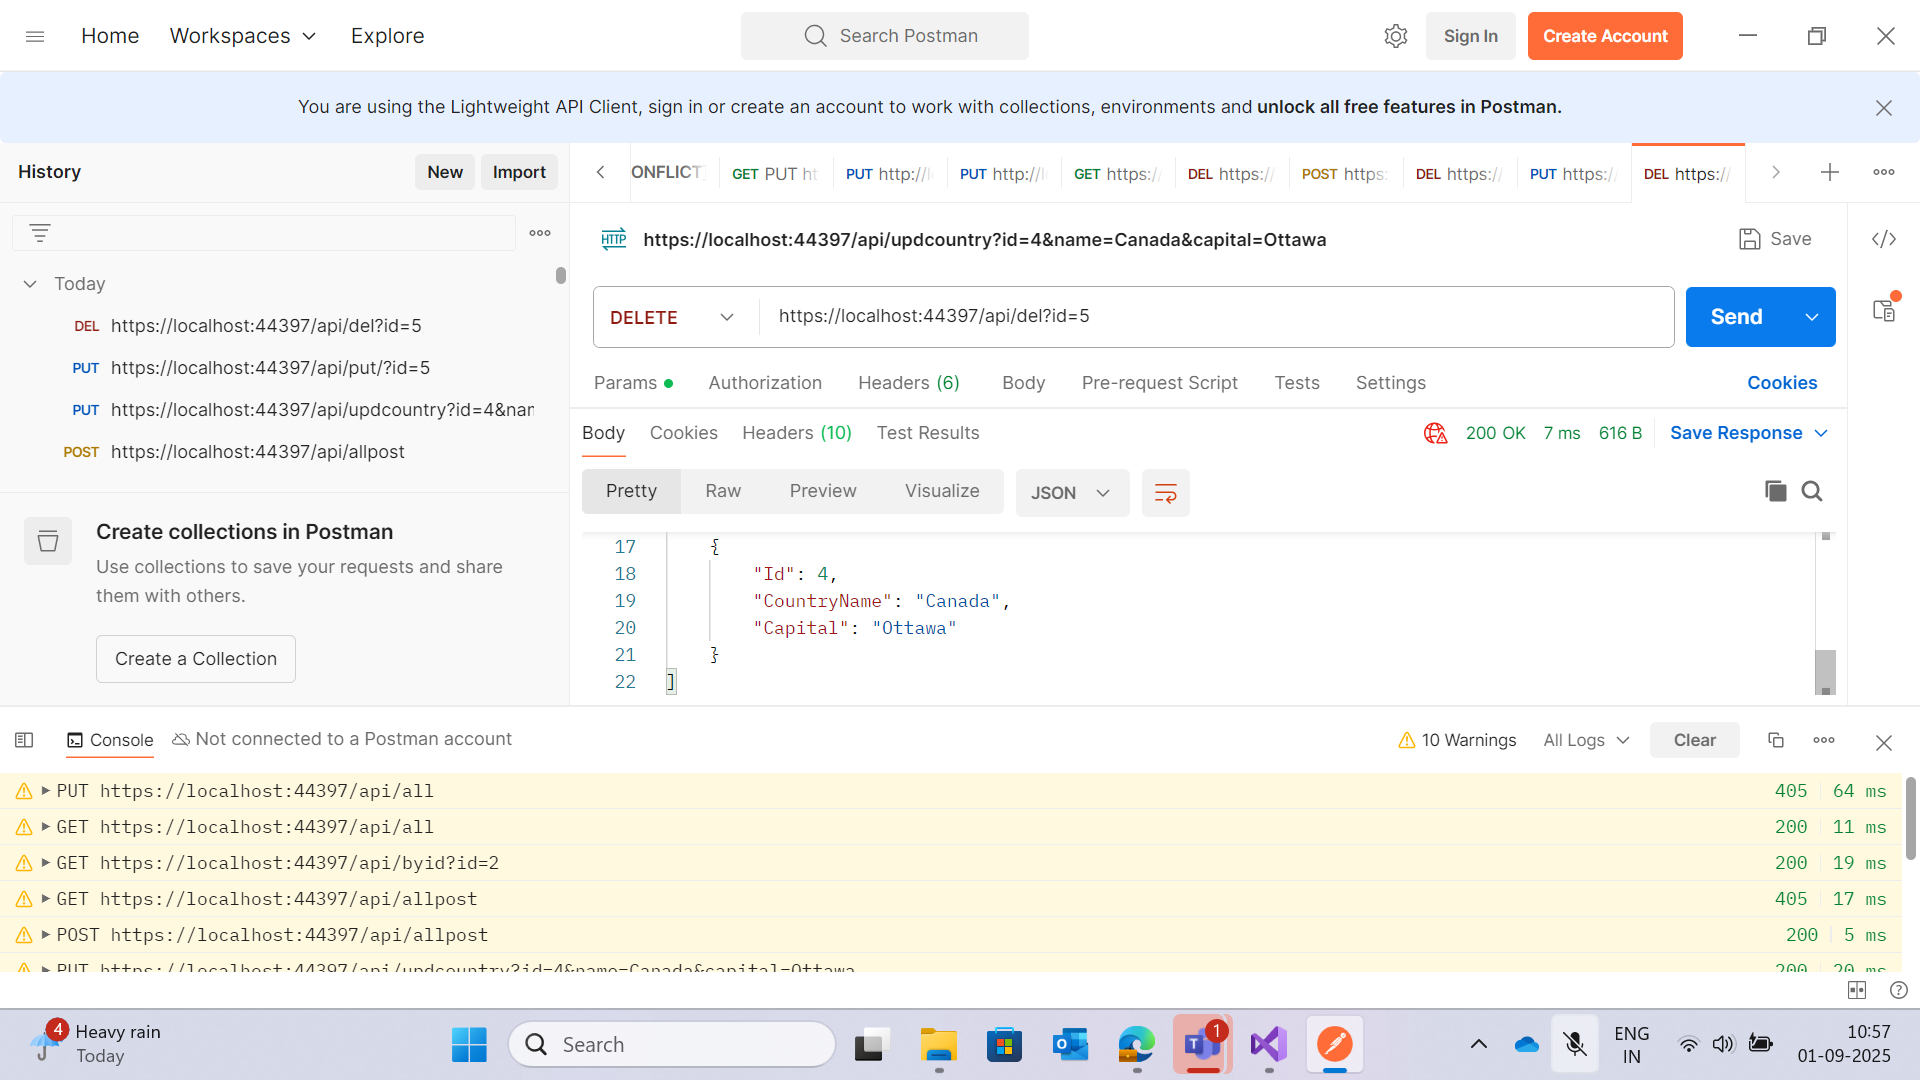 Home Workspaces Explore Search Postman Sign In Create Account
You are using the Lightweight API Client, sign in or create an account to work with collections, environments and unlock all free features in Postman.
History New Import
ONFLICT GET PUT ht PUT http://l PUT http://l GET https:/ DEL https:// POST https: DEL https:// PUT https:/ DEL https://
HTTP https://localhost:44397/api/updcountry?id=4&name=Canada&capital=Ottawa Save
Today
DEL https://localhost:44397/api/del?id=5
PUT https://localhost:44397/api/put/?id=5
PUT https://localhost:44397/api/updcountry?id=4&nar
POST https://localhost:44397/api/allpost
DELETE https://localhost:44397/api/del?id=5 Send
Params Authorization Headers (6) Body Pre-request Script Tests Settings Cookies
Body Cookies Headers (10) Test Results 200 OK 7 ms 616 B Save Response
Pretty Raw Preview Visualize JSON
17 {
18 "Id": 4,
19 "CountryName": "Canada",
20 "Capital": "Ottawa"
21 }
22 ]
Create collections in Postman
Use collections to save your requests and share
them with others.
Create a Collection
Console Not connected to a Postman account 10 Warnings All Logs Clear
PUT https://localhost:44397/api/all 405 64 ms
GET https://localhost:44397/api/all 200 11 ms
GET https://localhost:44397/api/byid?id=2 200 19 ms
GET https://localhost:44397/api/allpost 405 17 ms
POST https://localhost:44397/api/allpost 200 5 ms
PUT https://localhost:44397/api/updcountry?id=4&name=Canada&capital=Ottawa 200 20 ms
4 Heavy rain
Today
Search
1
ENG
IN
10:57
01-09-2025